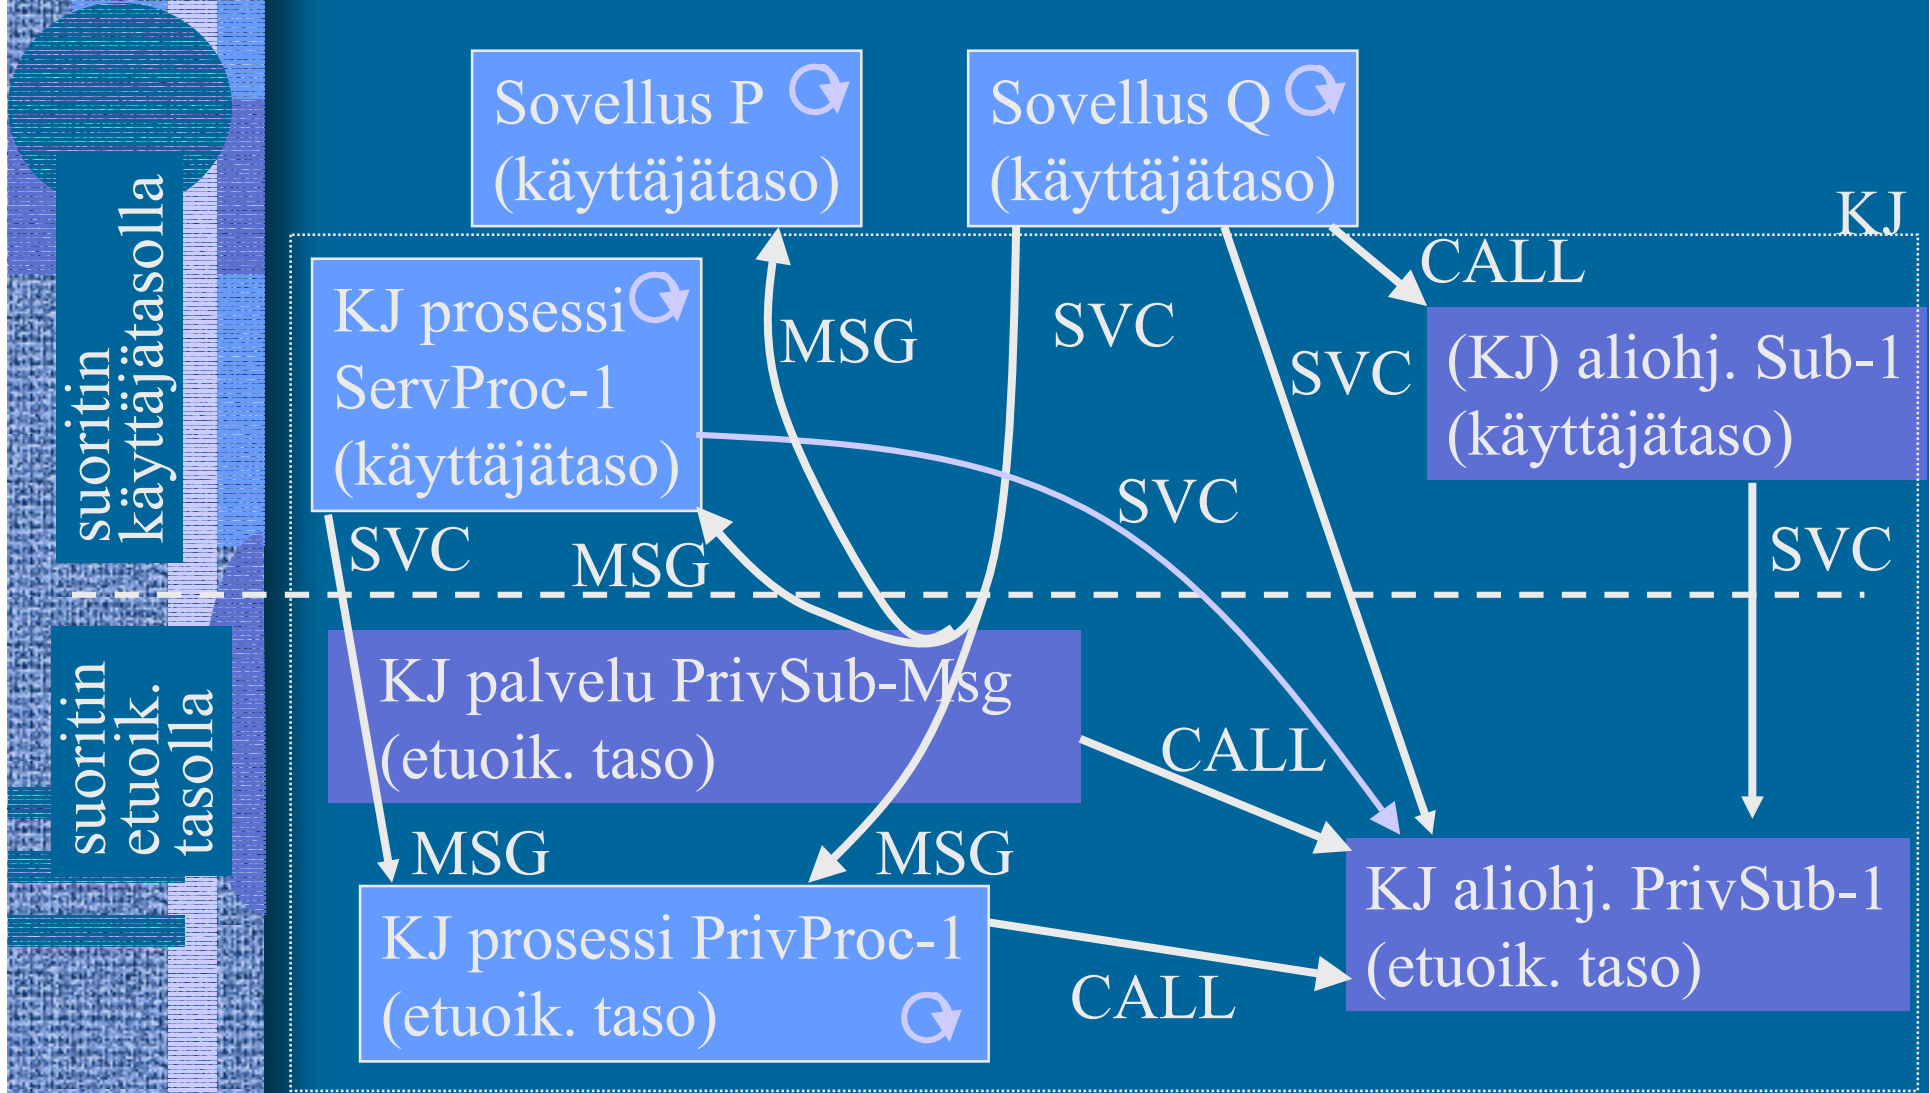 Sovellus P
(käyttäjätaso)
Sovellus Q
(käyttäjätaso)
KJ
CALL
KJ prosessi
ServProc-1
(käyttäjätaso)
MSG
SVC
SVC
(KJ) aliohj. Sub-1
(käyttäjätaso)
suoritin
käyttäjätasolla
SVC
MSG
SVC
SVC
suoritin
etuoik.
tasolla
KJ palvelu PrivSub-Msg
(etuoik. taso)
CALL
MSG
MSG
KJ prosessi PrivProc-1
(etuoik. taso)
CALL
KJ aliohj. PrivSub-1
(etuoik. taso)